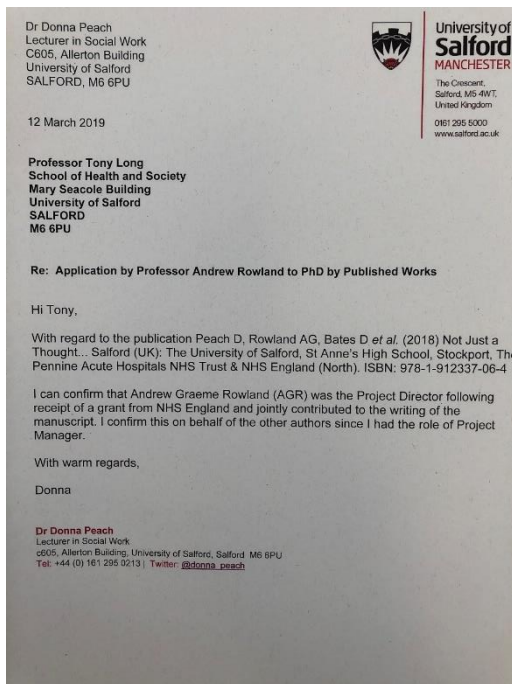 Dr Donna Peach
Lecturer in Social Work
C605, Allerton Building
University of Salford
SALFORD, M6 6PU
University of
Salford
MANCHESTER
The Crescent,
Salford, M5 4WT,
United Kingdom
0161 295 5000
www.salford.ac.uk
12 March 2019
Professor Tony Long
School of Health and Society
Mary Seacole Building
University of Salford
SALFORD
M6 6PU
Re: Application by Professor Andrew Rowland to PhD by Published Works
Hi Tony,
With regard to the publication Peach D, Rowland AG, Bates D et al. (2018) Not Just a
Thought... Salford (UK): The University of Salford, St Anne's High School, Stockport, The
Pennine Acute Hospitals NHS Trust & NHS England (North). ISBN: 978-1-912337-06-4
I can confirm that Andrew Graeme Rowland (AGR) was the Project Director following
receipt of a grant from NHS England and jointly contributed to the writing of the
manuscript. I confirm this on behalf of the other authors since I had the role of Project
Manager.
With warm regards,
Donna
Dr Donna Peach
Lecturer in Social Work
c605, Allerton Building, University of Salford, Salford M6 6PU
Tel: +44 (0) 161 295 0213 | Twitter: @donna_peach